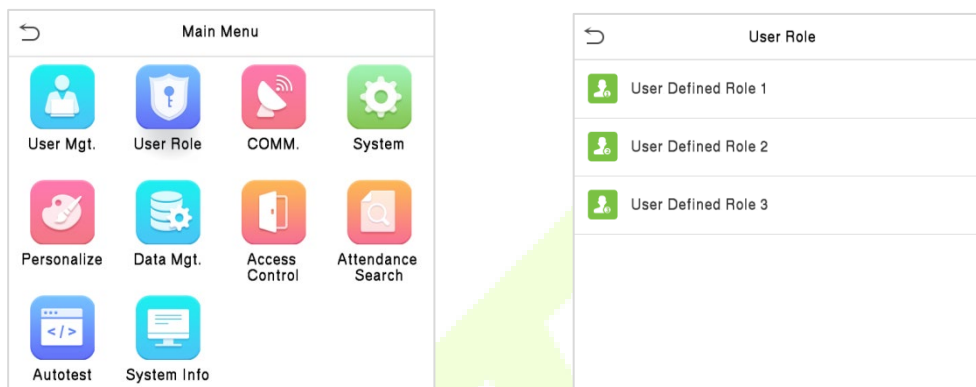 Main Menu
User Mgt.
User Role
COMM.
System
Personalize
Data Mgt.
Access
Control
Attendance
Search
</>
Autotest
System Info
User Role
User Defined Role 1
User Defined Role 2
User Defined Role 3